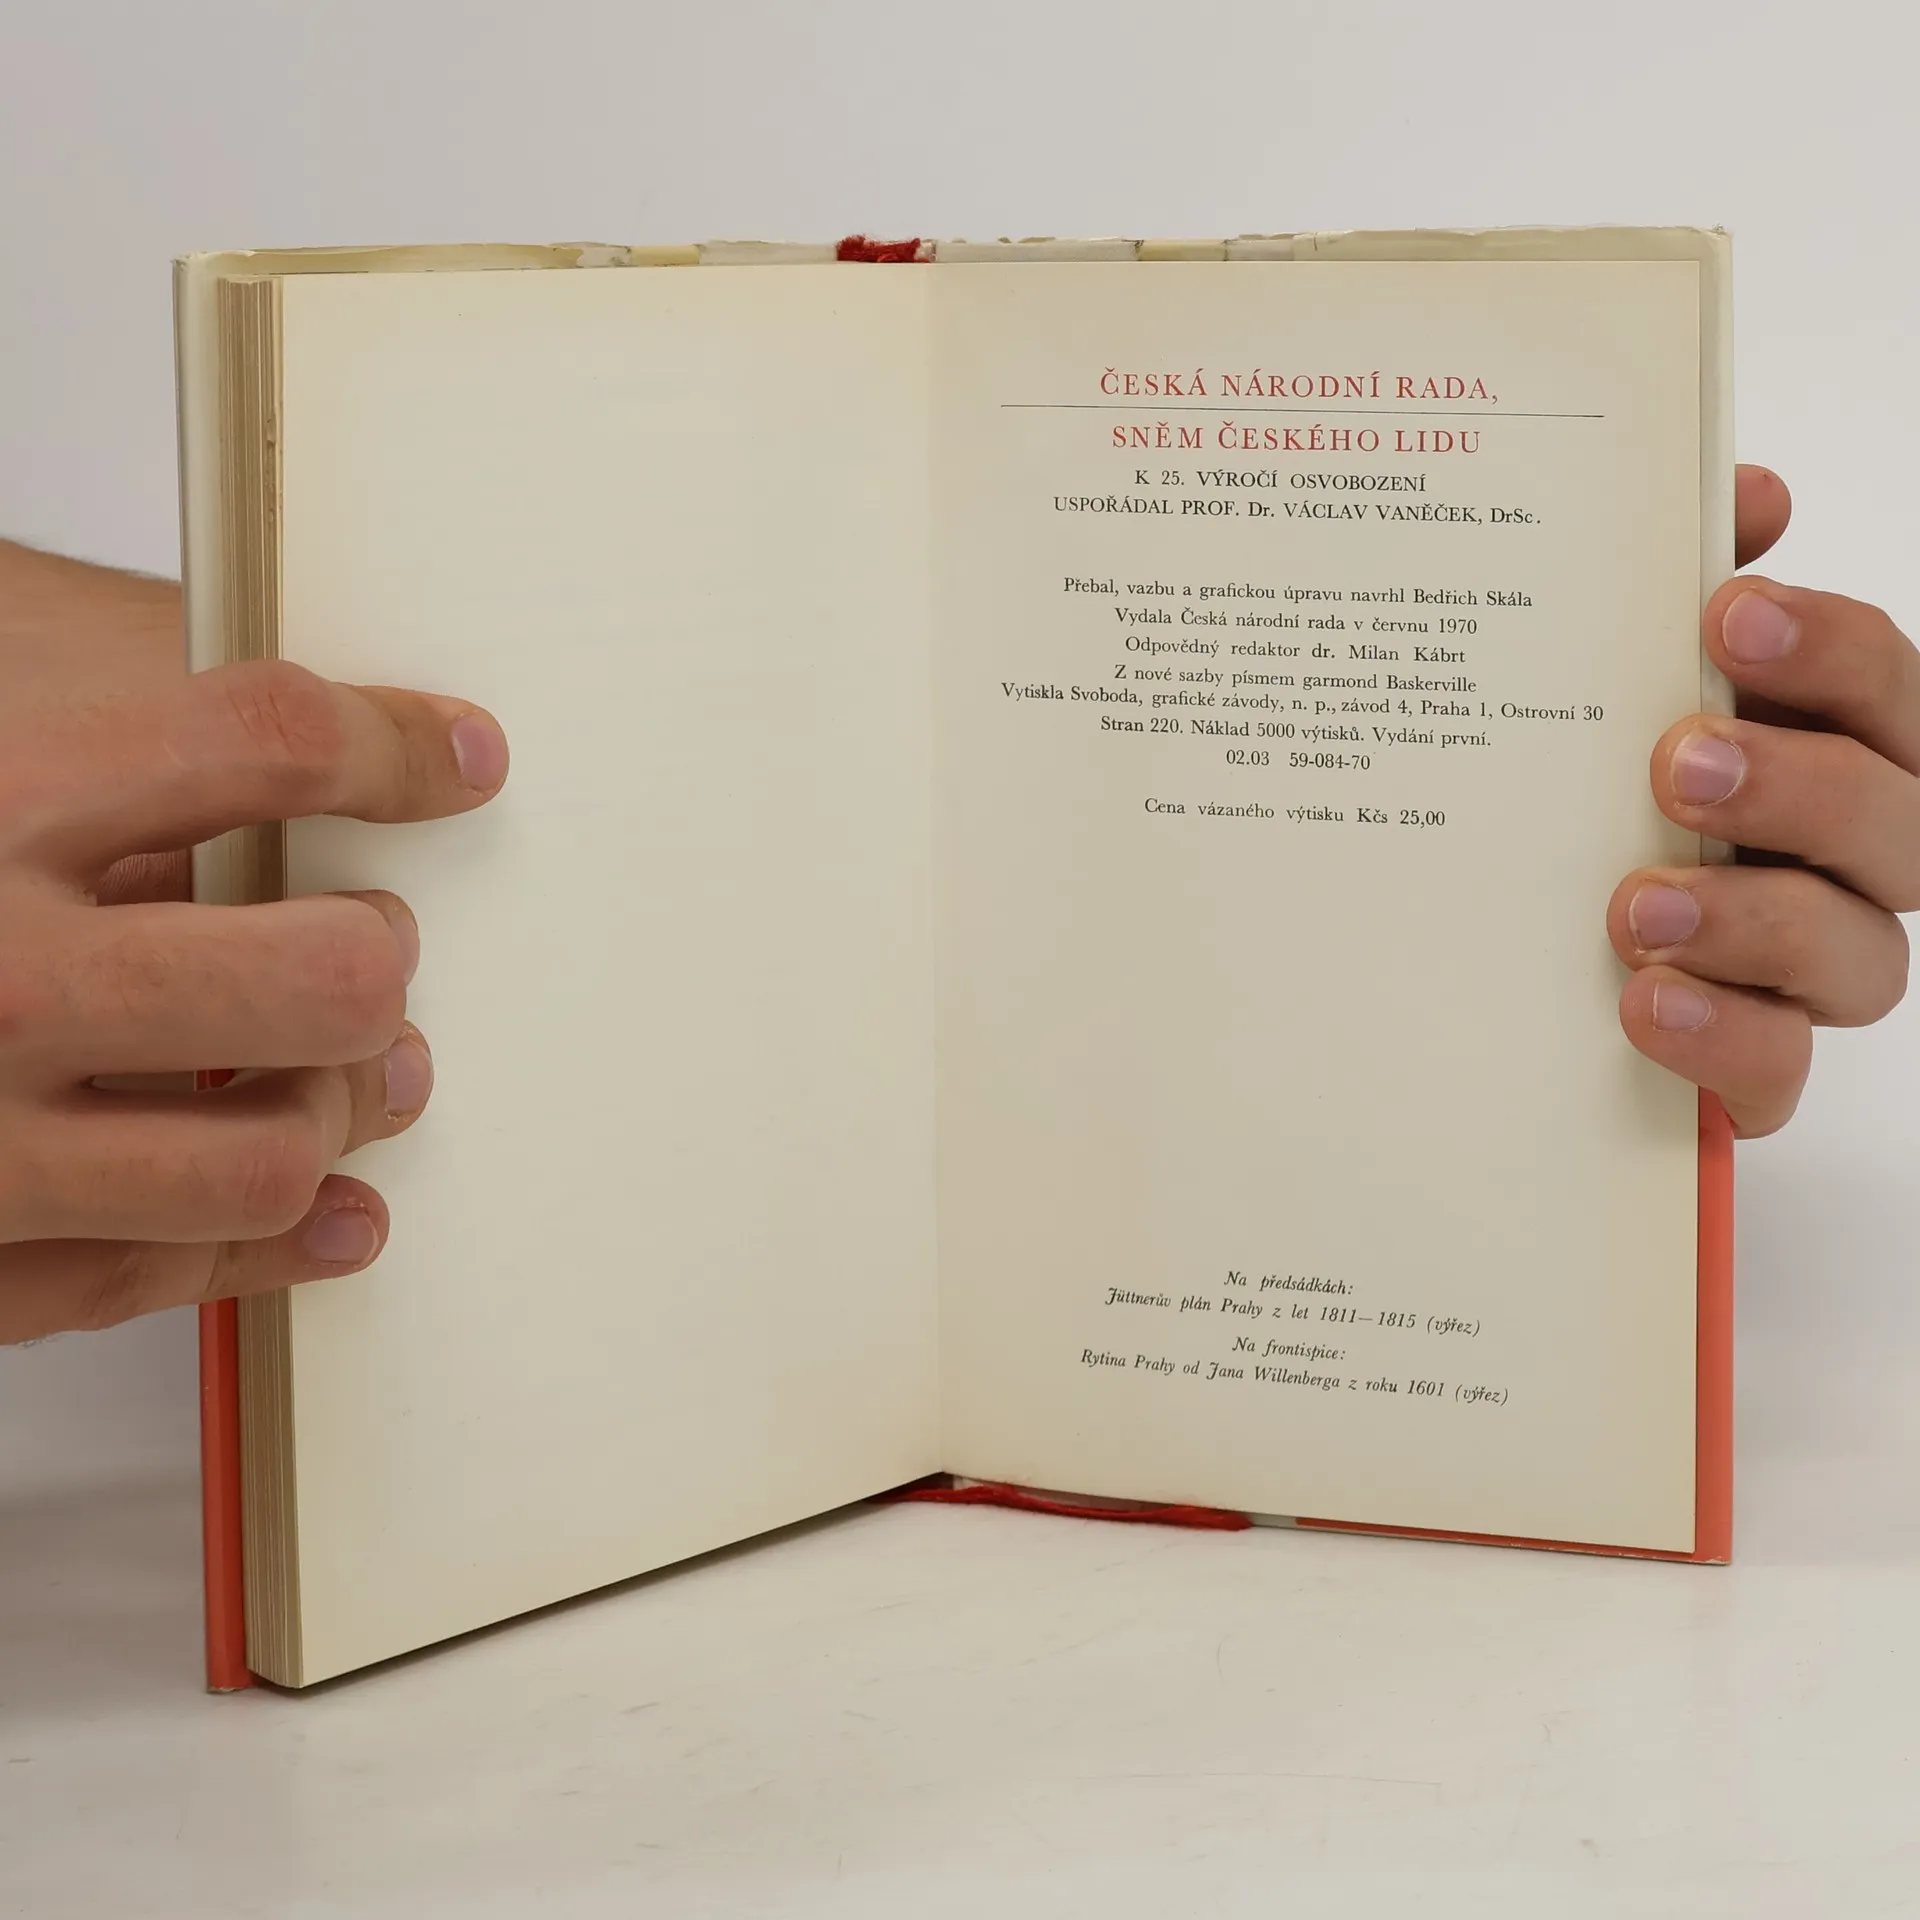 ČESKÁ NÁRODNÍ RADA,
SNĚM ČESKÉHO LIDU
K 25. VÝROČÍ OSVOBOZENÍ
USPOŘÁDAL PROF. Dr. VÁCLAV VANĚČEK, DrSc.
Přebal, vazbu a grafickou úpravu navrhl Bedřich Skála
Vydala Česká národní rada v červnu 1970
Odpovědný redaktor dr. Milan Kábrt
Z nové sazby písmem garmond Baskerville
Vytiskla Svoboda, grafické závody, n. p., závod 4, Praha 1, Ostrovní 30
Stran 220. Náklad 5000 výtisků. Vydání první.
02.03 59-084-70
Cena vázaného výtisku Kčs 25,00
Na předsádkách:
Jüttnerův plán Prahy z let 1811—1815 (výřez)
Na frontispice:
Rytina Prahy od Jana Willenberga z roku 1601 (výřez)